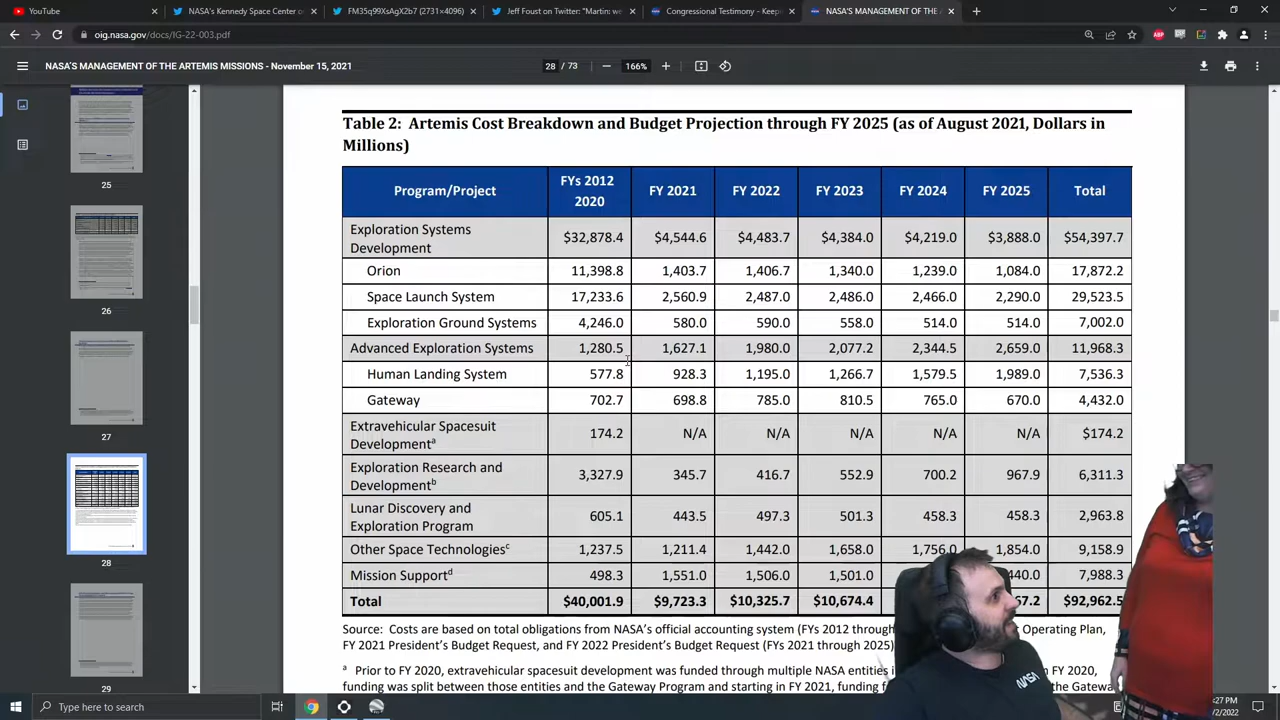 Testimony
NASA's Kennedy Space Center o
FM35q99XsAgX2b7 (2731×4096)
Jeff Foust on Twitter: "Martin: we
Congressional Testimony - Keepi
NASA'S MANAGEMENT OF THE A
oig.nasa.gov/docs/IG-22-003.pdf
NASA'S MANAGEMENT OF THE ARTEMIS MISSIONS - November 15, 2021
28 / 73
166%
25
26
27
28
29
Table 2: Artemis Cost Breakdown and Budget Projection through FY 2025 (as of August 2021, Dollars in
Millions)
Program/Project FYs 2012 2020 FY 2021 FY 2022 FY 2023 FY 2024 FY 2025 Total
Exploration Systems
Development $32,878.4 $4,544.6 $4,483.7 $4,384.0 $4,219.0 $3,888.0 $54,397.7
Orion 11,398.8 1,403.7 1,406.7 1,340.0 1,239.0 1,084.0 17,872.2
Space Launch System 17,233.6 2,560.9 2,487.0 2,486.0 2,466.0 2,290.0 29,523.5
Exploration Ground Systems 4,246.0 580.0 590.0 558.0 514.0 514.0 7,002.0
Advanced Exploration Systems 1,280.5 1,627.1 1,980.0 2,077.2 2,344.5 2,659.0 11,968.3
Human Landing System 577.8 928.3 1,195.0 1,266.7 1,579.5 1,989.0 7,536.3
Gateway 702.7 698.8 785.0 810.5 765.0 670.0 4,432.0
Extravehicular Spacesuit
Developmentᵃ 174.2 N/A N/A N/A N/A N/A $174.2
Exploration Research and
Developmentᵇ 3,327.9 345.7 416.7 552.9 700.2 967.9 6,311.3
Lunar Discovery and
Exploration Program 605.1 443.5 497.3 501.3 458.3 458.3 2,963.8
Other Space Technologiesᶜ 1,237.5 1,211.4 1,442.0 1,658.0 1,756.0 1,854.0 9,158.9
Mission Supportᵈ 498.3 1,551.0 1,506.0 1,501.0 440.0 7,988.3
Total $40,001.9 $9,723.3 $10,325.7 $10,674.4 67.2 $92,962.5
Source: Costs are based on total obligations from NASA's official accounting system (FYs 2012 through Operating Plan,
FY 2021 President's Budget Request, and FY 2022 President's Budget Request (FYs 2021 through 2025)
ᵃ Prior to FY 2020, extravehicular spacesuit development was funded through multiple NASA entities n FY 2020,
funding was split between those entities and the Gateway Program and starting in FY 2021, funding the Gateway
NASA
Type here to search
:27 PM
/2/2022